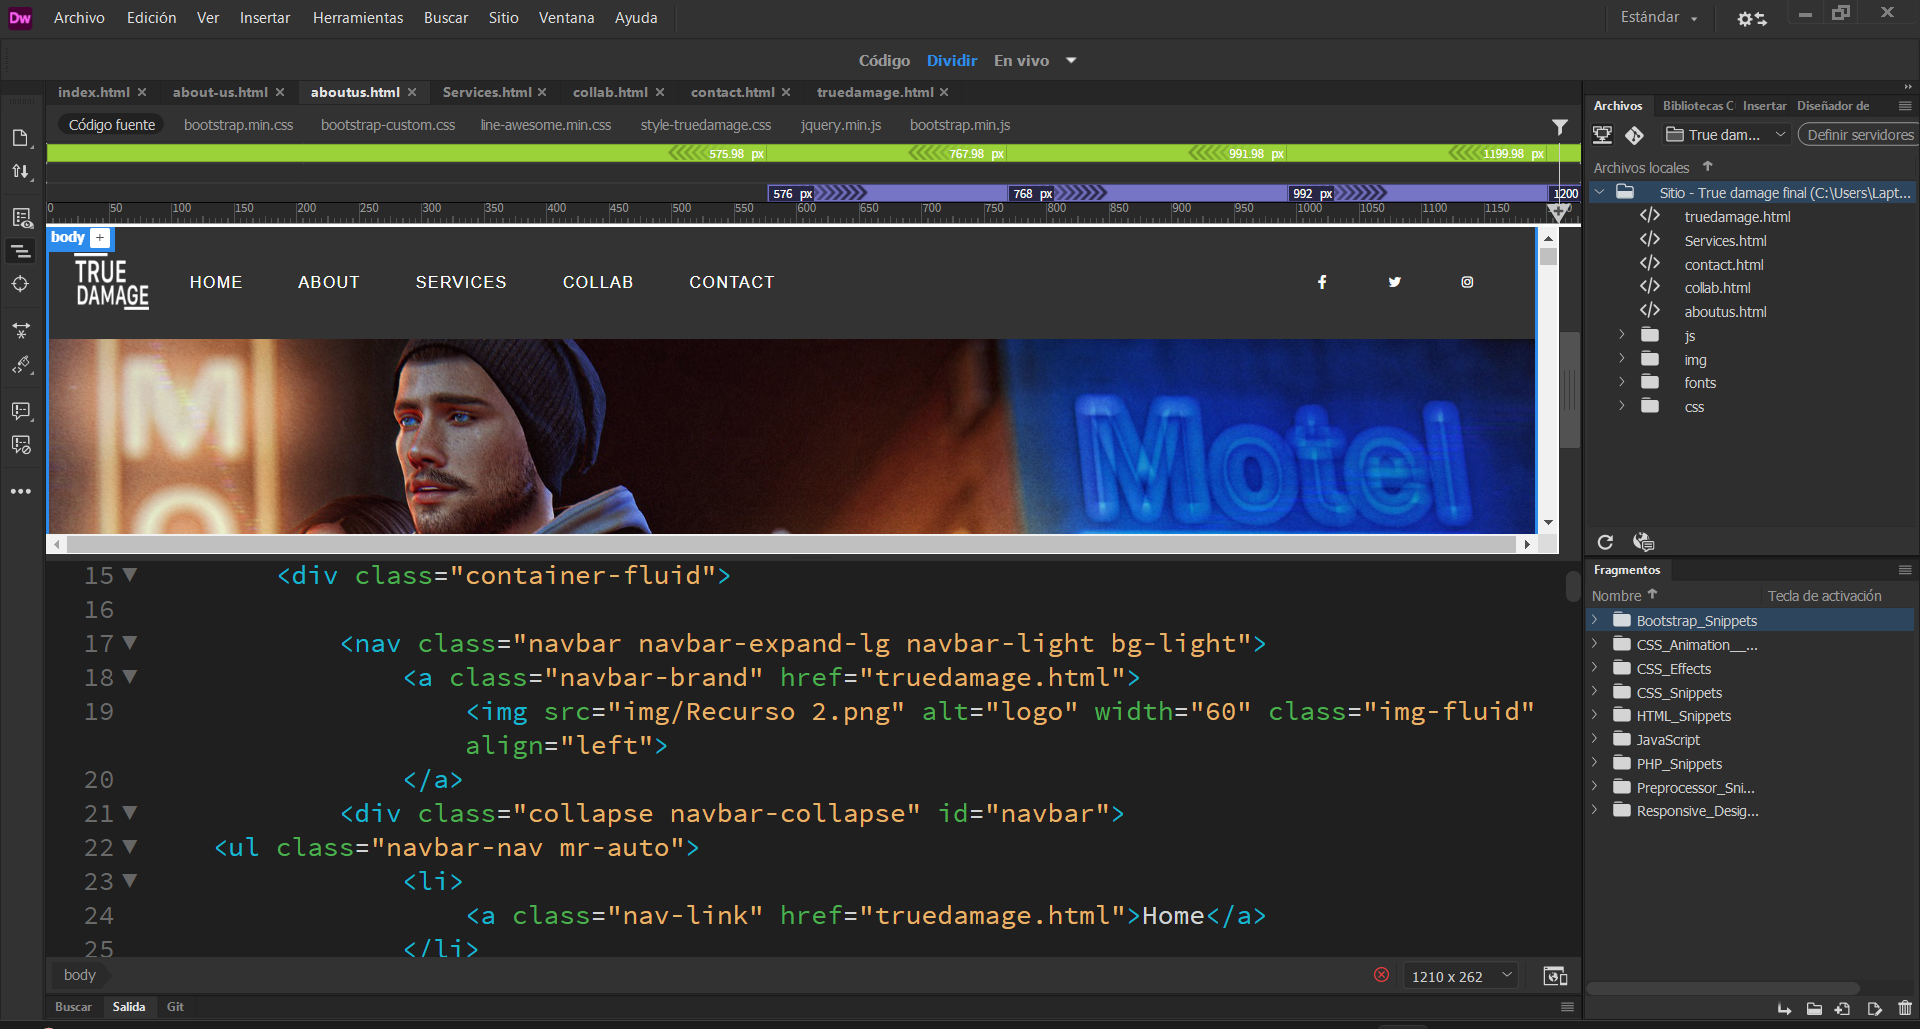 Dw Archivo Edición Ver Insertar Herramientas Buscar Sitio Ventana Ayuda Estándar
Código Dividir En vivo
index.html about-us.html aboutus.html Services.html collab.html contact.html truedamage.html
Código fuente bootstrap.min.css bootstrap-custom.css line-awesome.min.css style-truedamage.css jquery.min.js bootstrap.min.js
575.98 px 767.98 px 991.98 px 1199.98 px
576 px 768 px 992 px 1200
0 50 100 150 200 250 300 350 400 450 500 550 600 650 700 750 800 850 900 950 1000 1050 1100 1150
body +
TRUE DAMAGE
HOME ABOUT SERVICES COLLAB CONTACT
M
O
Motel
15 <div class="container-fluid">
16
17 <nav class="navbar navbar-expand-lg navbar-light bg-light">
18 <a class="navbar-brand" href="truedamage.html">
19 <img src="img/Recurso 2.png" alt="logo" width="60" class="img-fluid"
align="left">
20 </a>
21 <div class="collapse navbar-collapse" id="navbar">
22 <ul class="navbar-nav mr-auto">
23 <li>
24 <a class="nav-link" href="truedamage.html">Home</a>
25 </li>
body
1210 x 262
Buscar Salida Git
Archivos Bibliotecas C Insertar Diseñador de
True dam... Definir servidores
Archivos locales
Sitio - True damage final (C:\Users\Lapt...
truedamage.html
Services.html
contact.html
collab.html
aboutus.html
js
img
fonts
css
Fragmentos
Nombre Tecla de activación
Bootstrap_Snippets
CSS_Animation__...
CSS_Effects
CSS_Snippets
HTML_Snippets
JavaScript
PHP_Snippets
Preprocessor_Sni...
Responsive_Desig...